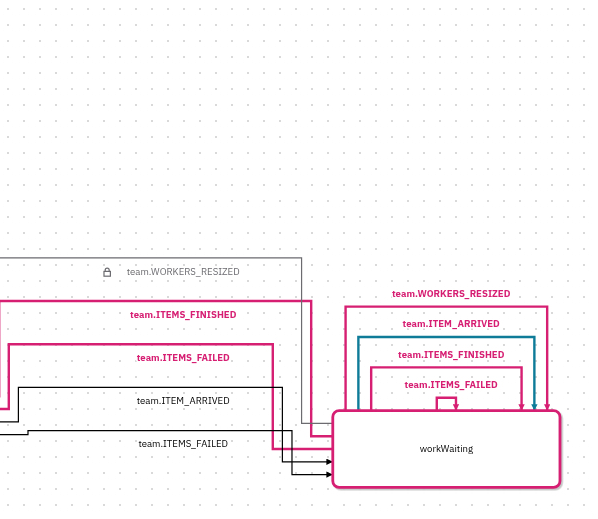 team.WORKERS_RESIZED
team.ITEMS_FINISHED
team.ITEMS_FAILED
team.ITEM_ARRIVED
team.ITEMS_FAILED
team.WORKERS_RESIZED
team.ITEM_ARRIVED
team.ITEMS_FINISHED
team.ITEMS_FAILED
workWaiting